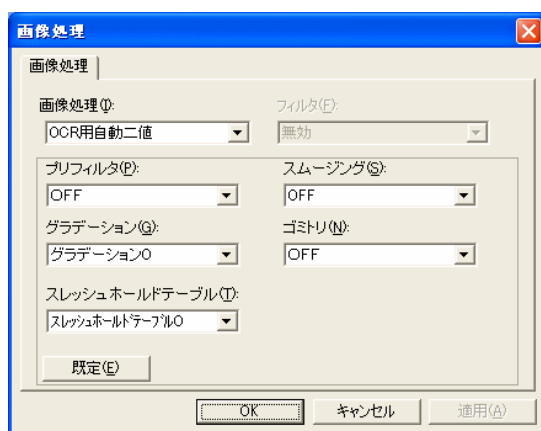 画像処理
画像処理
画像処理(I):
OCR用自動二値
フィルタ(F):
無効
プリフィルタ(P):
OFF
スムージング(S):
OFF
グラデーション(G):
グラデーション0
ゴミトリ(N):
OFF
スレッシュホールドテーブル(T):
ｽﾚｯｼｭﾎｰﾙﾄﾞﾃｰﾌﾞﾙ0
既定(E)
OK
キャンセル
適用(A)